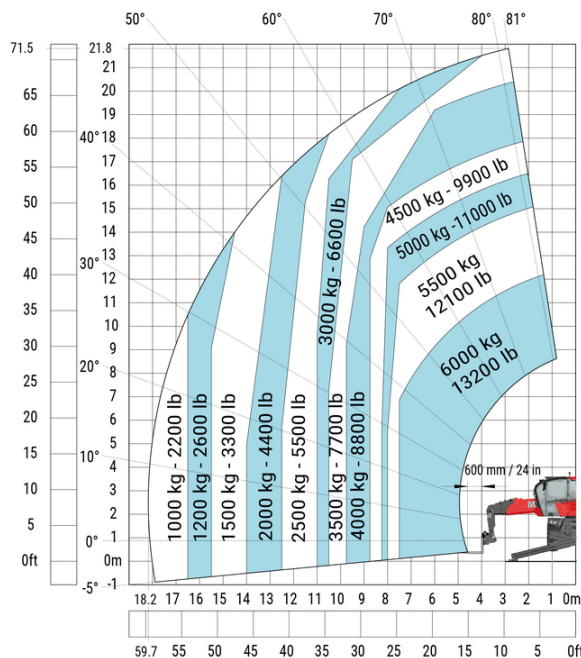 50°
60°
70°
80°
81°
71.5
21.8
21
65
20
19
60
40°
18
17
55
16
50
15
45
14
13
40
30°
12
35
11
10
30
9
25
20°
8
7
20
6
5
15
10°
4
3
10
2
5
1
0°
0ft
0m
-5°
-1
1000 kg - 2200 lb
1200 kg - 2600 lb
1500 kg - 3300 lb
2000 kg - 4400 lb
2500 kg - 5500 lb
3000 kg - 6600 lb
3500 kg - 7700 lb
4000 kg - 8800 lb
4500 kg - 9900 lb
5000 kg -11000 lb
5500 kg
12100 lb
6000 kg
13200 lb
600 mm / 24 in
18.2 17 16 15 14 13 12 11 10 9 8 7 6 5 4 3 2 1 0m
59.7 55 50 45 40 35 30 25 20 15 10 5 0ft